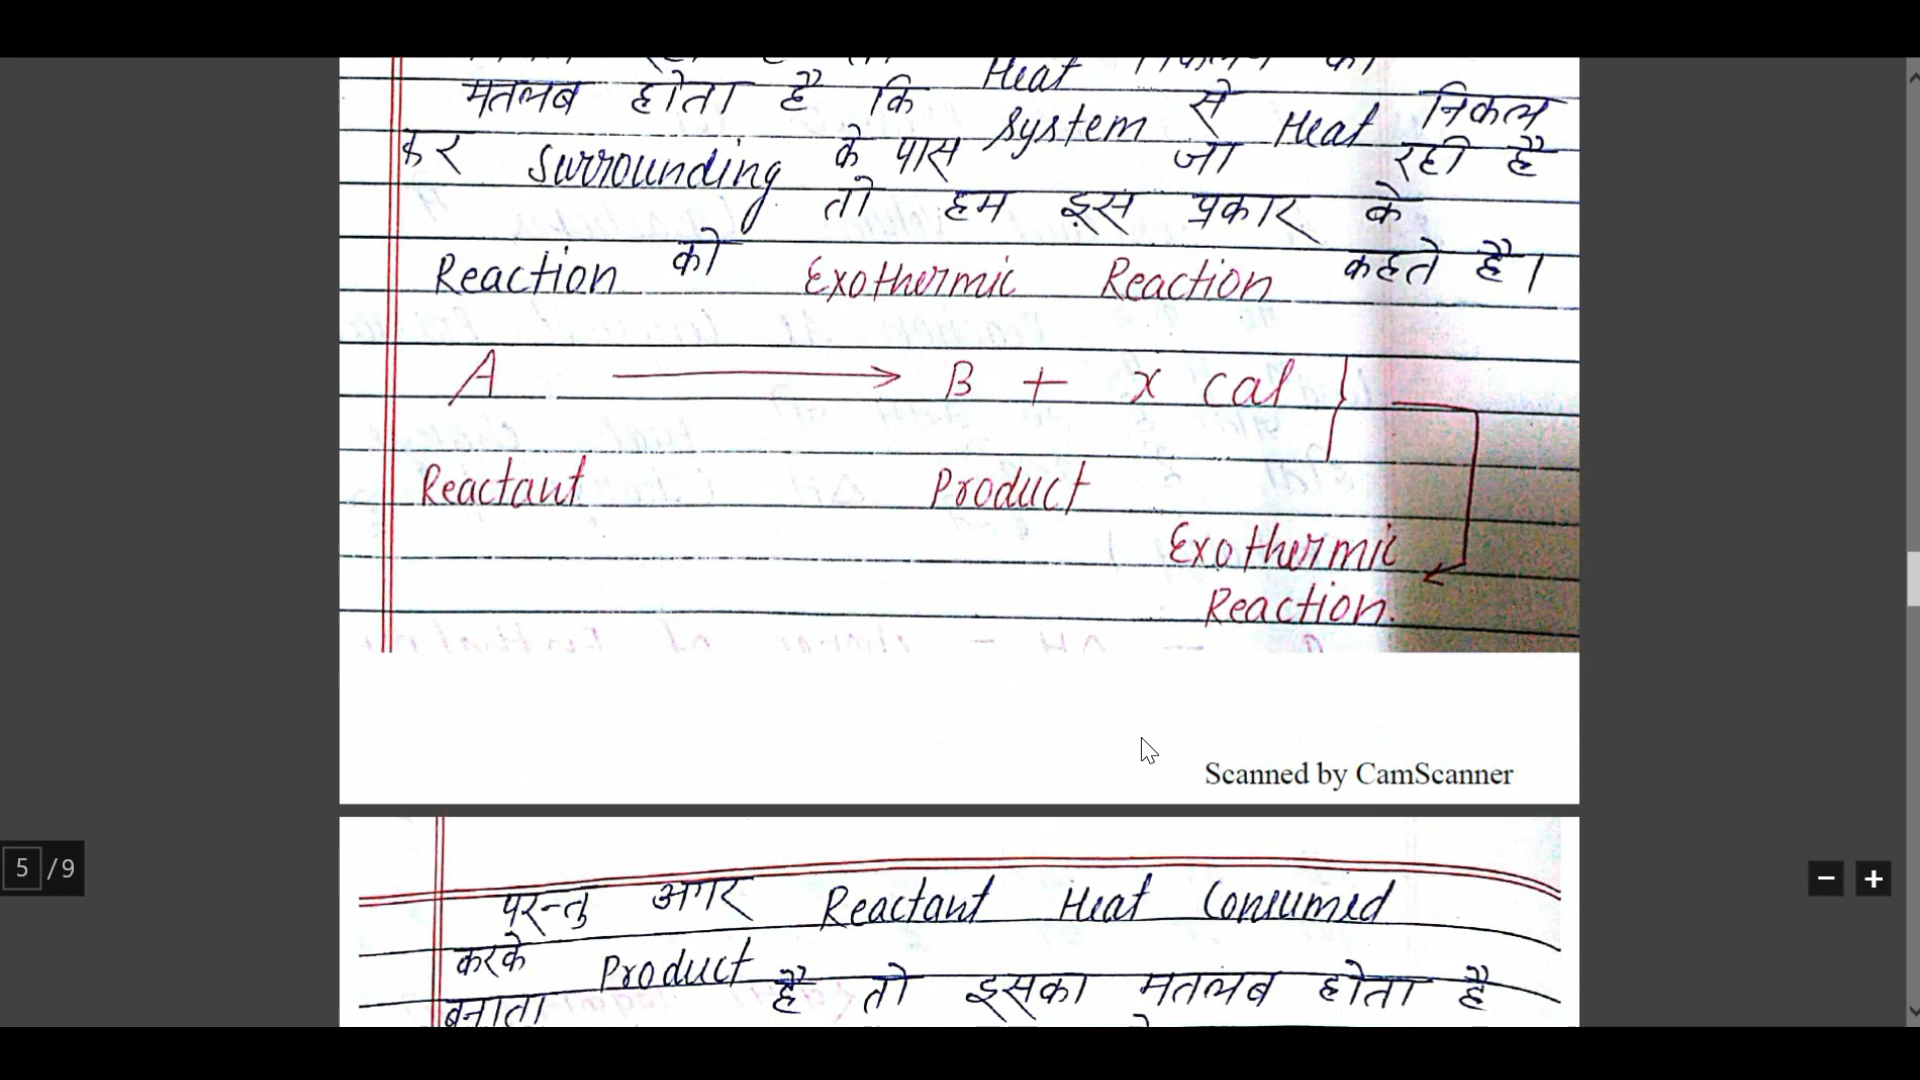 Heat
मतलब होता है कि System से Heat निकल
कर Surrounding के पास जा रही है
तो हम इस प्रकार के
Reaction को Exothermic Reaction कहते है।
A → B + x cal
Reactant Product
Exothermic
Reaction.
Scanned by CamScanner
5 /9
परन्तु अगर Reactant Heat Consumed
करके Product
बनाता है तो इसका मतलब होता है